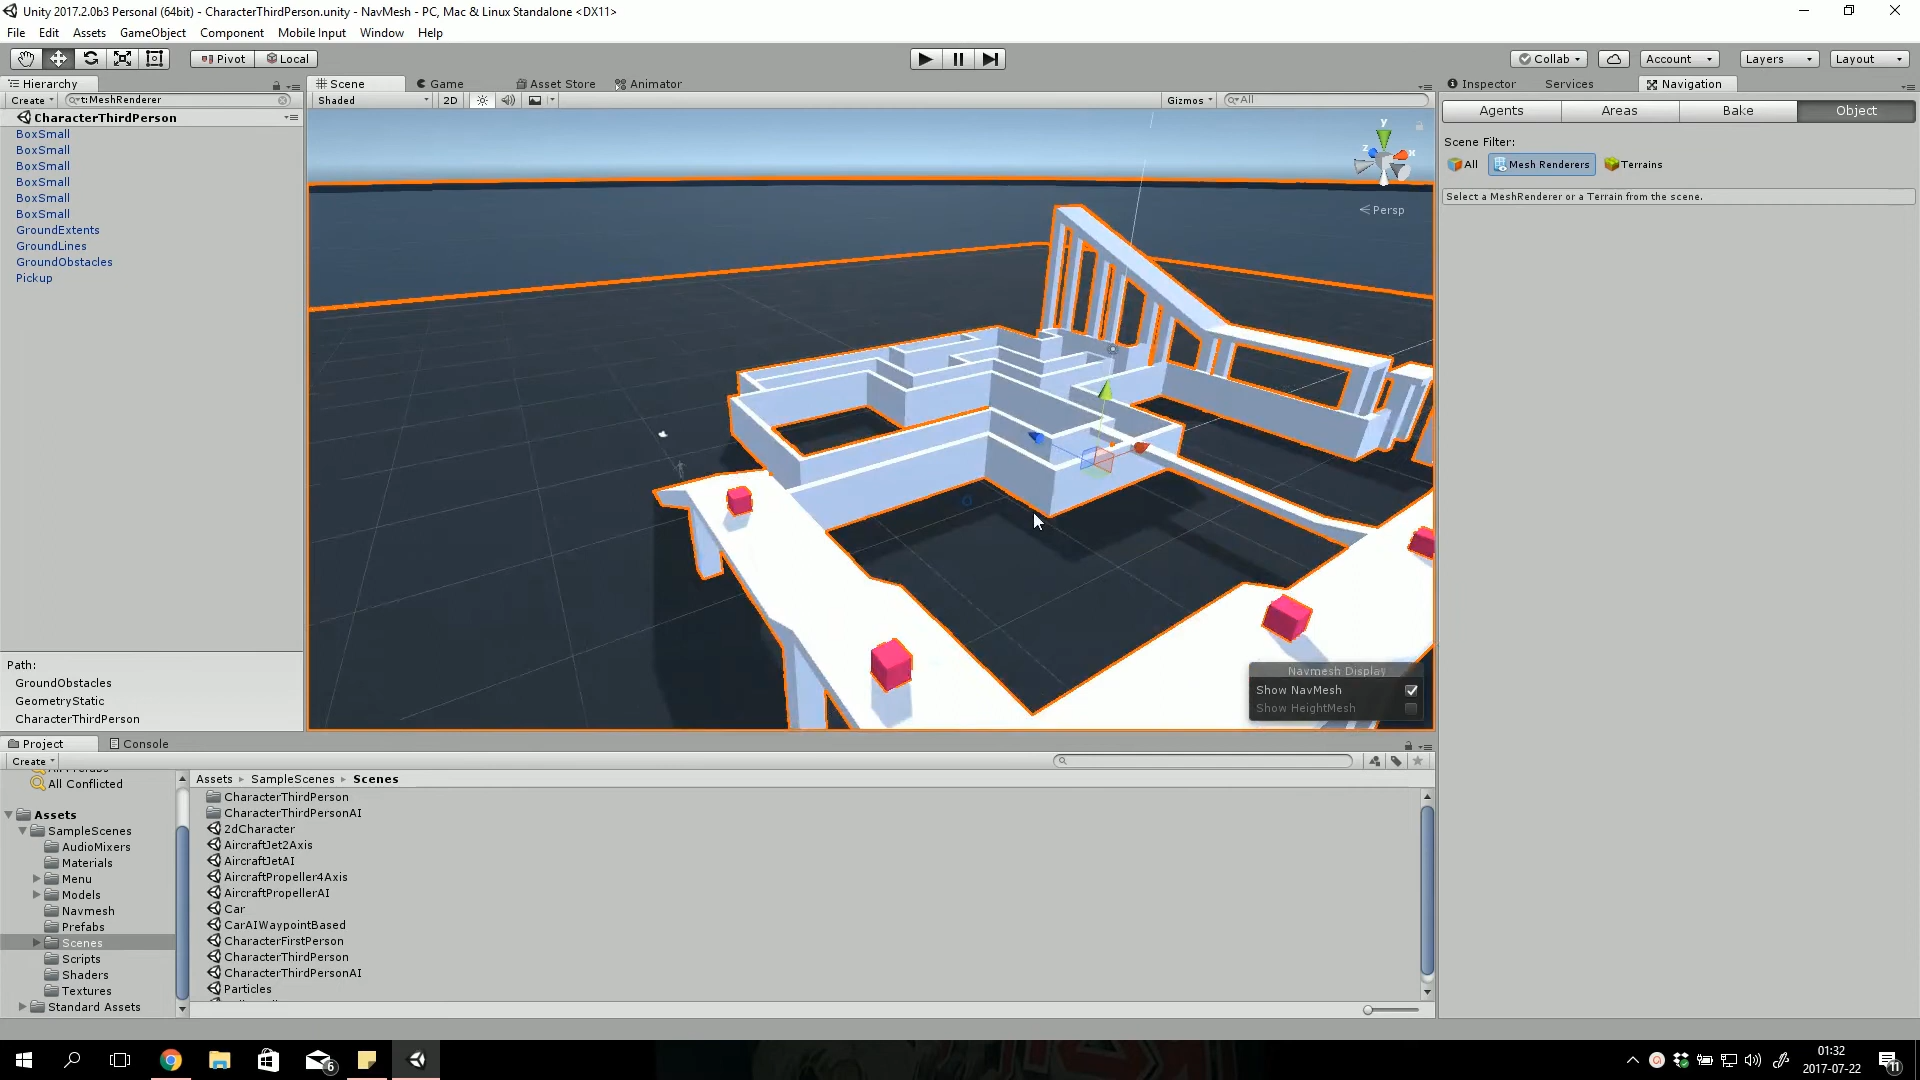 Unity 2017.2.0b3 Personal (64bit) - CharacterThirdPerson.unity - NavMesh - PC, Mac & Linux Standalone <DX11>
File Edit Assets GameObject Component Mobile Input Window Help
Pivot Local Collab Account Layers Layout
Hierarchy Scene Game Asset Store Animator Inspector Services Navigation
Create t:MeshRenderer Shaded 2D Gizmos All
Agents Areas Bake Object
CharacterThirdPerson
BoxSmall
BoxSmall
BoxSmall
BoxSmall
BoxSmall
BoxSmall
GroundExtents
GroundLines
GroundObstacles
Pickup
y
z x
Persp
Scene Filter:
All Mesh Renderers Terrains
Select a MeshRenderer or a Terrain from the scene.
Navmesh Display
Show NavMesh
Show HeightMesh
Path:
GroundObstacles
GeometryStatic
CharacterThirdPerson
Project Console
Create
All Conflicted
Assets
SampleScenes
AudioMixers
Materials
Menu
Models
Navmesh
Prefabs
Scenes
Scripts
Shaders
Textures
Standard Assets
Assets SampleScenes Scenes
CharacterThirdPerson
CharacterThirdPersonAI
2dCharacter
AircraftJet2Axis
AircraftJetAI
AircraftPropeller4Axis
AircraftPropellerAI
Car
CarAIWaypointBased
CharacterFirstPerson
CharacterThirdPerson
CharacterThirdPersonAI
Particles
6
01:32
2017-07-22
11